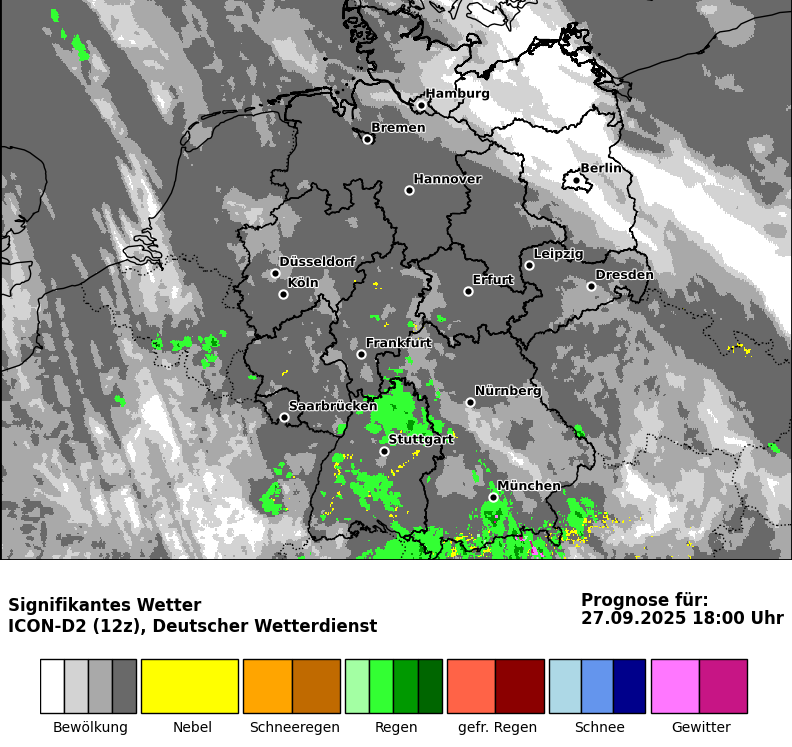 Hamburg
Bremen
Berlin
Hannover
Düsseldorf
Leipzig
Köln
Erfurt
Dresden
Frankfurt
Nürnberg
Saarbrücken
Stuttgart
München
Signifikantes Wetter
ICON-D2 (12z), Deutscher Wetterdienst
Prognose für:
27.09.2025 18:00 Uhr
Bewölkung Nebel Schneeregen Regen gefr. Regen Schnee Gewitter